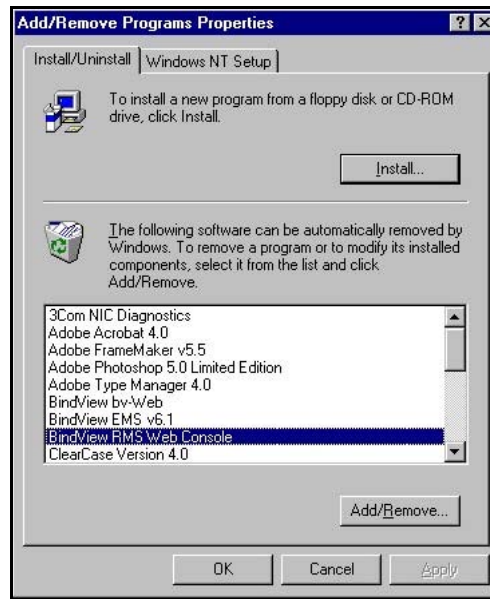 Add/Remove Programs Properties
Install/Uninstall
Windows NT Setup
To install a new program from a floppy disk or CD-ROM
drive, click Install.
Install...
The following software can be automatically removed by
Windows. To remove a program or to modify its installed
components, select it from the list and click
Add/Remove.
3Com NIC Diagnostics
Adobe Acrobat 4.0
Adobe FrameMaker v5.5
Adobe Photoshop 5.0 Limited Edition
Adobe Type Manager 4.0
BindView bv-Web
BindView EMS v6.1
BindView RMS Web Console
ClearCase Version 4.0
Add/Remove...
OK
Cancel
Apply